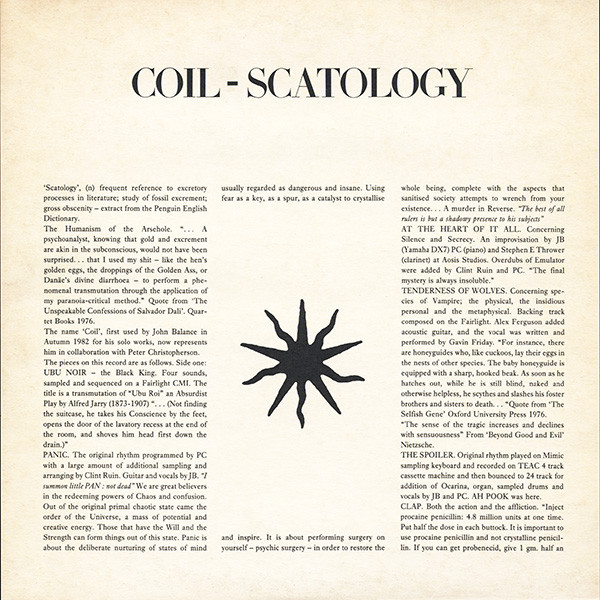 COIL - SCATOLOGY
'Scatology', (n) frequent reference to excretory
processes in literature; study of fossil excrement;
gross obscenity – extract from the Penguin English
Dictionary.
The Humanism of the Arsehole. “. . . A
psychoanalyst, knowing that gold and excrement
are akin in the subconscious, would not have been
surprised. . . that I used my shit – like the hen's
golden eggs, the droppings of the Golden Ass, or
Danäe's divine diarrhoea – to perform a phe-
nomenal transmutation through the application of
my paranoia-critical method.” Quote from 'The
Unspeakable Confessions of Salvador Dali'. Quar-
tet Books 1976.
The name 'Coil', first used by John Balance in
Autumn 1982 for his solo works, now represents
him in collaboration with Peter Christopherson.
The pieces on this record are as follows. Side one:
UBU NOIR – the Black King. Four sounds,
sampled and sequenced on a Fairlight CMI. The
title is a transmutation of “Ubu Roi” an Absurdist
Play by Alfred Jarry (1873-1907) “. . . (Not finding
the suitcase, he takes his Conscience by the feet,
opens the door of the lavatory recess at the end of
the room, and shoves him head first down the
drain.)”
PANIC. The original rhythm programmed by PC
with a large amount of additional sampling and
arranging by Clint Ruin. Guitar and vocals by JB. “I
summon little PAN : not dead” We are great believers
in the redeeming powers of Chaos and confusion.
Out of the original primal chaotic state came the
order of the Universe, a mass of potential and
creative energy. Those that have the Will and the
Strength can form things out of this state. Panic is
about the deliberate nurturing of states of mind
usually regarded as dangerous and insane. Using
fear as a key, as a spur, as a catalyst to crystallise
and inspire. It is about performing surgery on
yourself – psychic surgery – in order to restore the
whole being, complete with the aspects that
sanitised society attempts to wrench from your
existence. . . A murder in Reverse. “The best of all
rulers is but a shadowy presence to his subjects”
AT THE HEART OF IT ALL. Concerning
Silence and Secrecy. An improvisation by JB
(Yamaha DX7) PC (piano) and Stephen E Thrower
(clarinet) at Aosis Studios. Overdubs of Emulator
were added by Clint Ruin and PC. “The final
mystery is always insoluble.”
TENDERNESS OF WOLVES. Concerning spe-
cies of Vampire; the physical, the insidious
personal and the metaphysical. Backing track
composed on the Fairlight. Alex Ferguson added
acoustic guitar, and the vocal was written and
performed by Gavin Friday. “For instance, there
are honeyguides who, like cuckoos, lay their eggs in
the nests of other species. The baby honeyguide is
equipped with a sharp, hooked beak. As soon as he
hatches out, while he is still blind, naked and
otherwise helpless, he scythes and slashes his foster
brothers and sisters to death. . . “Quote from 'The
Selfish Gene' Oxford University Press 1976.
“The sense of the tragic increases and declines
with sensuousness” From 'Beyond Good and Evil'
Nietzsche.
THE SPOILER. Original rhythm played on Mimic
sampling keyboard and recorded on TEAC 4 track
cassette machine and then bounced to 24 track for
addition of Ocarina, organ, sampled drums and
vocals by JB and PC. AH POOK was here.
CLAP. Both the action and the affliction. “Inject
procaine penicillin: 4.8 million units at one time.
Put half the dose in each buttock. It is important to
use procaine penicillin and not crystalline penicil-
lin. If you can get probenecid, give 1 gm. half an